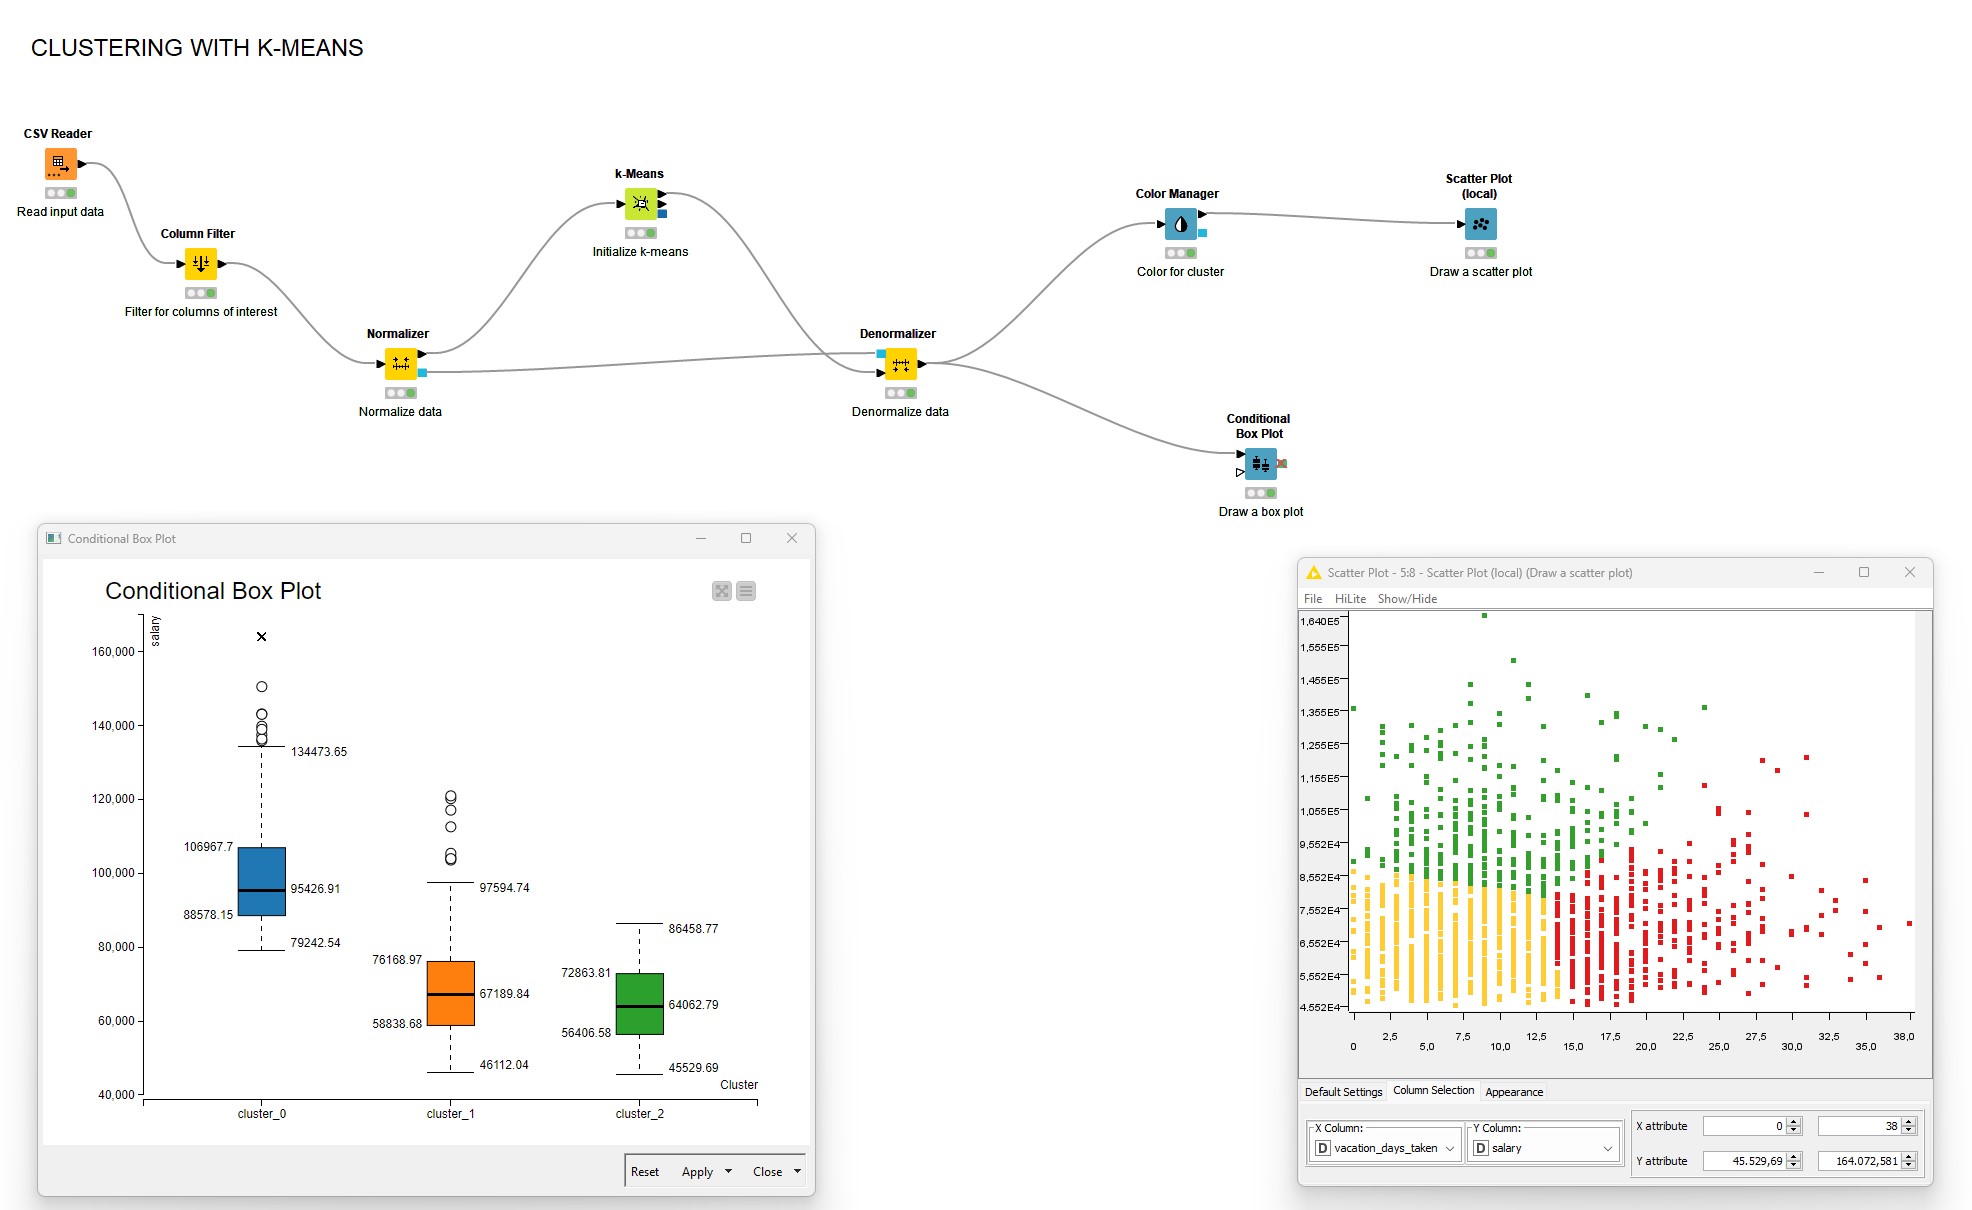 CLUSTERING WITH K-MEANS
CSV Reader
Read input data
Column Filter
Filter for columns of interest
Normalizer
Normalize data
k-Means
Initialize k-means
Denormalizer
Denormalize data
Color Manager
Color for cluster
Scatter Plot
(local)
Draw a scatter plot
Conditional
Box Plot
Draw a box plot
Conditional Box Plot
Conditional Box Plot
salary
160,000
140,000
120,000
100,000
80,000
60,000
40,000
134473.65
106967.7
95426.91
88578.15
79242.54
97594.74
76168.97
67189.84
58838.68
46112.04
86458.77
72863.81
64062.79
56406.58
45529.69
Cluster
cluster_0 cluster_1 cluster_2
Reset Apply Close
Scatter Plot - 5:8 - Scatter Plot (local) (Draw a scatter plot)
File HiLite Show/Hide
1,640E5
1,555E5
1,455E5
1,355E5
1,255E5
1,155E5
1,055E5
9,552E4
8,552E4
7,552E4
6,552E4
5,552E4
4,552E4
2,5 7,5 12,5 17,5 22,5 27,5 32,5 38,0
0 5,0 10,0 15,0 20,0 25,0 30,0 35,0
Default Settings Column Selection Appearance
X Column: Y Column:
D vacation_days_taken D salary
X attribute 0 38
Y attribute 45.529,69 164.072,581